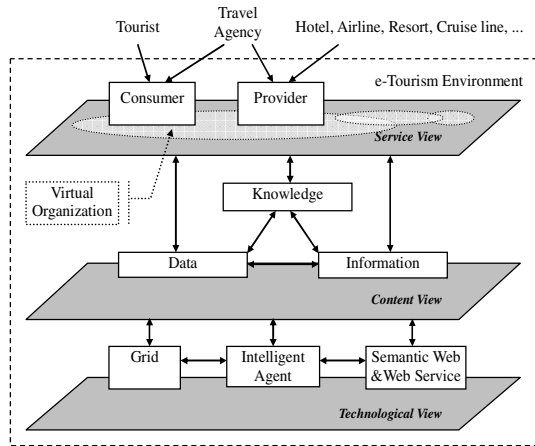 Tourist
Travel
Agency
Hotel, Airline, Resort, Cruise line, ...
e-Tourism Environment
Consumer
Provider
Service View
Virtual
Organization
Knowledge
Data
Information
Content View
Grid
Intelligent
Agent
Semantic Web
&Web Service
Technological View